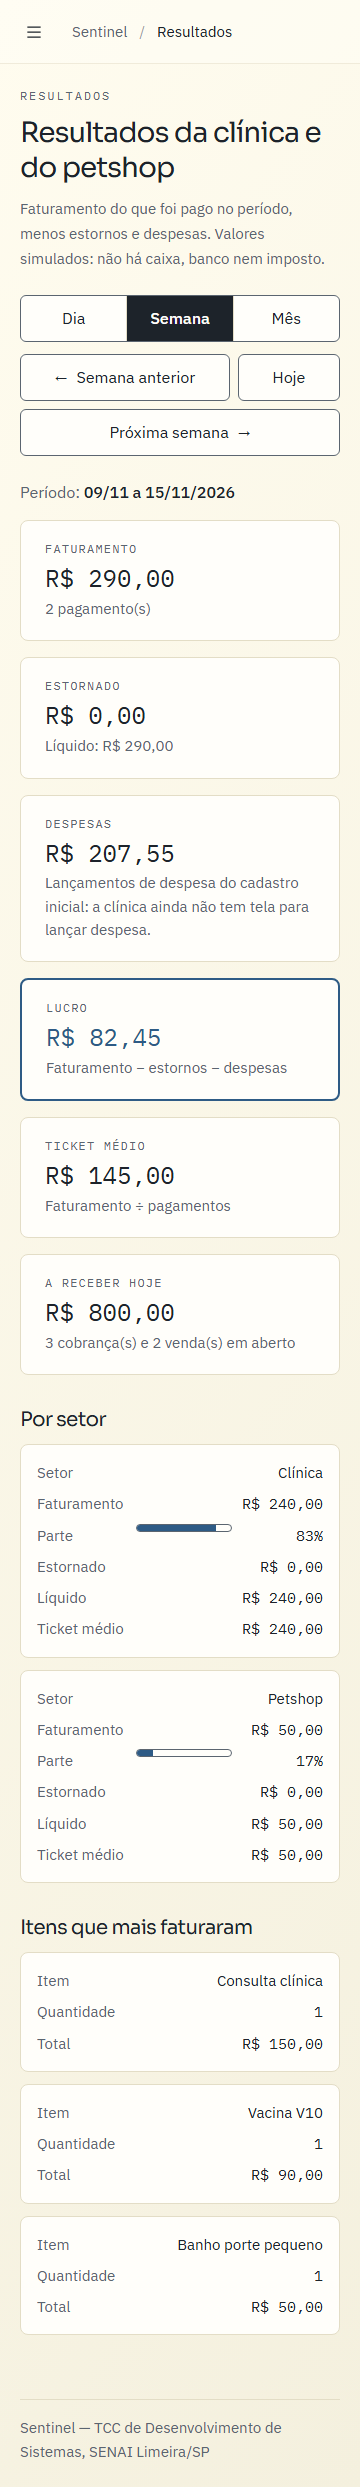 ☰ Sentinel / Resultados
RESULTADOS
Resultados da clínica e
do petshop
Faturamento do que foi pago no período,
menos estornos e despesas. Valores
simulados: não há caixa, banco nem imposto.
Dia Semana Mês
← Semana anterior Hoje
Próxima semana →
Período: 09/11 a 15/11/2026
FATURAMENTO
R$ 290,00
2 pagamento(s)
ESTORNADO
R$ 0,00
Líquido: R$ 290,00
DESPESAS
R$ 207,55
Lançamentos de despesa do cadastro
inicial: a clínica ainda não tem tela para
lançar despesa.
LUCRO
R$ 82,45
Faturamento − estornos − despesas
TICKET MÉDIO
R$ 145,00
Faturamento ÷ pagamentos
A RECEBER HOJE
R$ 800,00
3 cobrança(s) e 2 venda(s) em aberto
Por setor
Setor Clínica
Faturamento R$ 240,00
Parte 83%
Estornado R$ 0,00
Líquido R$ 240,00
Ticket médio R$ 240,00
Setor Petshop
Faturamento R$ 50,00
Parte 17%
Estornado R$ 0,00
Líquido R$ 50,00
Ticket médio R$ 50,00
Itens que mais faturaram
Item Consulta clínica
Quantidade 1
Total R$ 150,00
Item Vacina V10
Quantidade 1
Total R$ 90,00
Item Banho porte pequeno
Quantidade 1
Total R$ 50,00
Sentinel — TCC de Desenvolvimento de
Sistemas, SENAI Limeira/SP